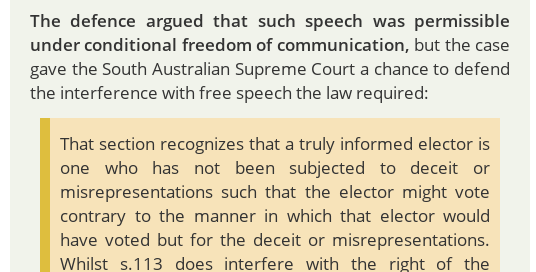 The defence argued that such speech was permissible
under conditional freedom of communication, but the case
gave the South Australian Supreme Court a chance to defend
the interference with free speech the law required:
That section recognizes that a truly informed elector is
one who has not been subjected to deceit or
misrepresentations such that the elector might vote
contrary to the manner in which that elector would
have voted but for the deceit or misrepresentations.
Whilst s.113 does interfere with the right of the